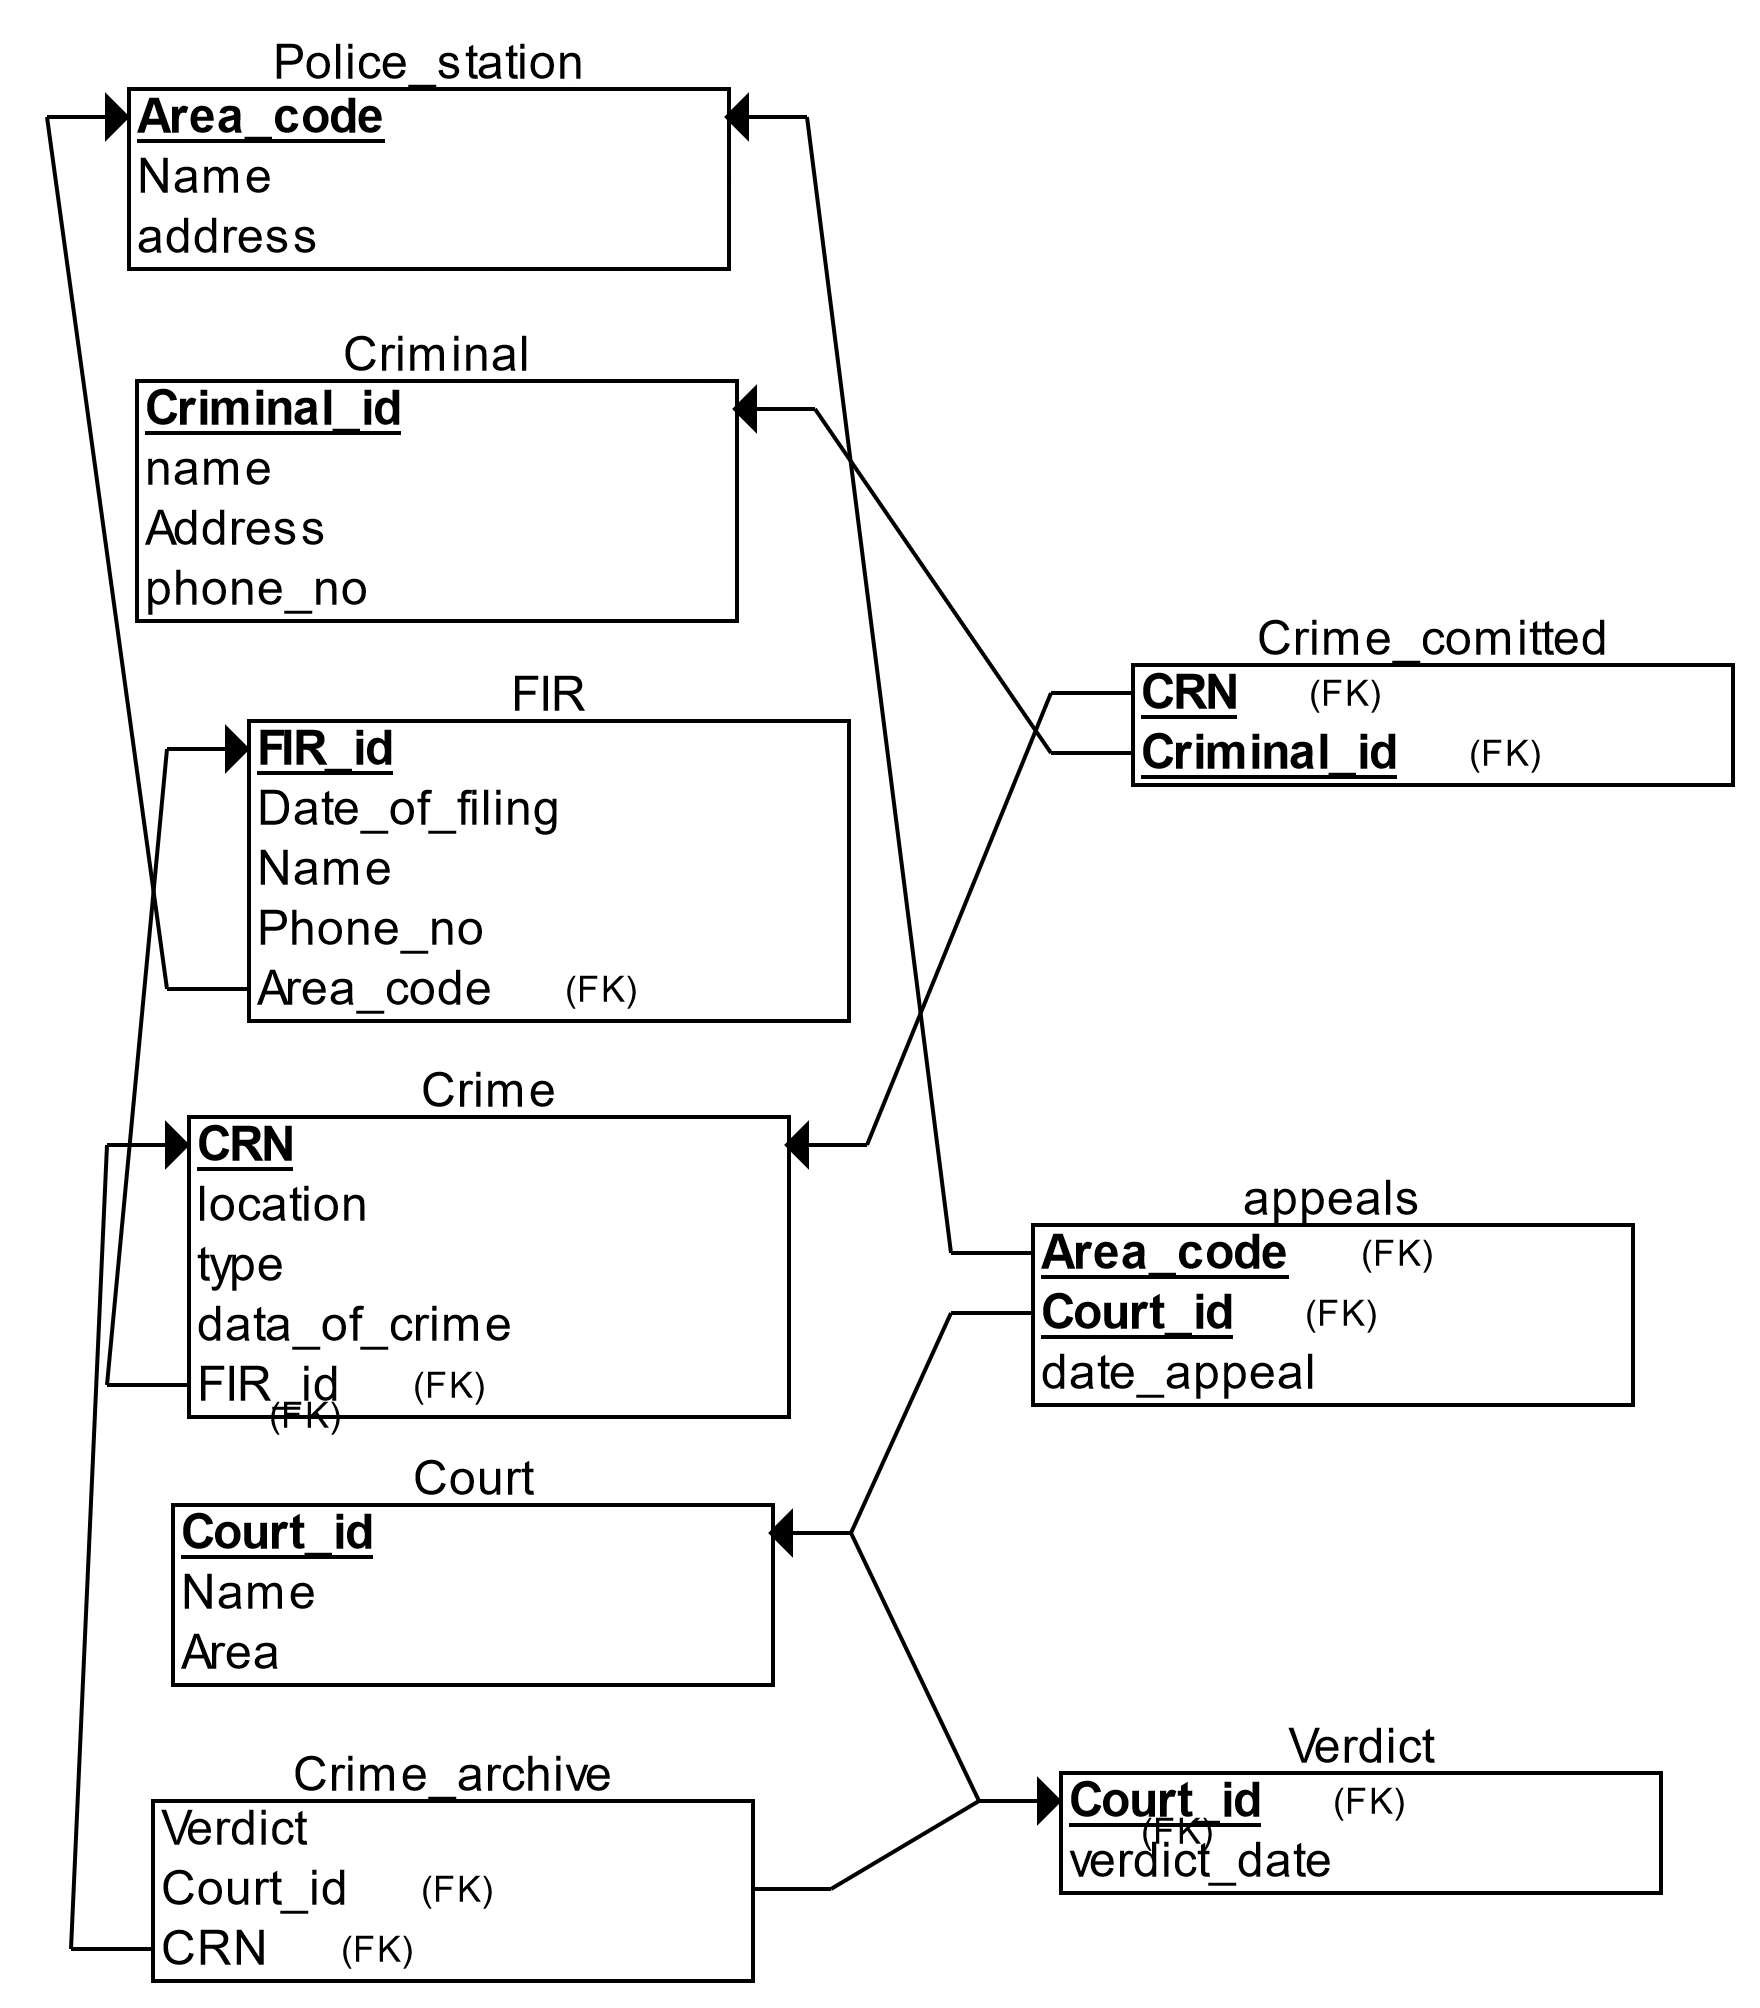 Police_station
Area_code
Name
address
Criminal
Criminal_id
name
Address
phone_no
FIR
FIR_id
Date_of_filing
Name
Phone_no
Area_code (FK)
Crime_comitted
CRN (FK)
Criminal_id (FK)
Crime
CRN
location
type
data_of_crime
FIR_id (FK)
(FK)
appeals
Area_code (FK)
Court_id (FK)
date_appeal
Court
Court_id
Name
Area
Crime_archive
Verdict
Court_id (FK)
CRN (FK)
Verdict
Court_id (FK)
(FK)
verdict_date